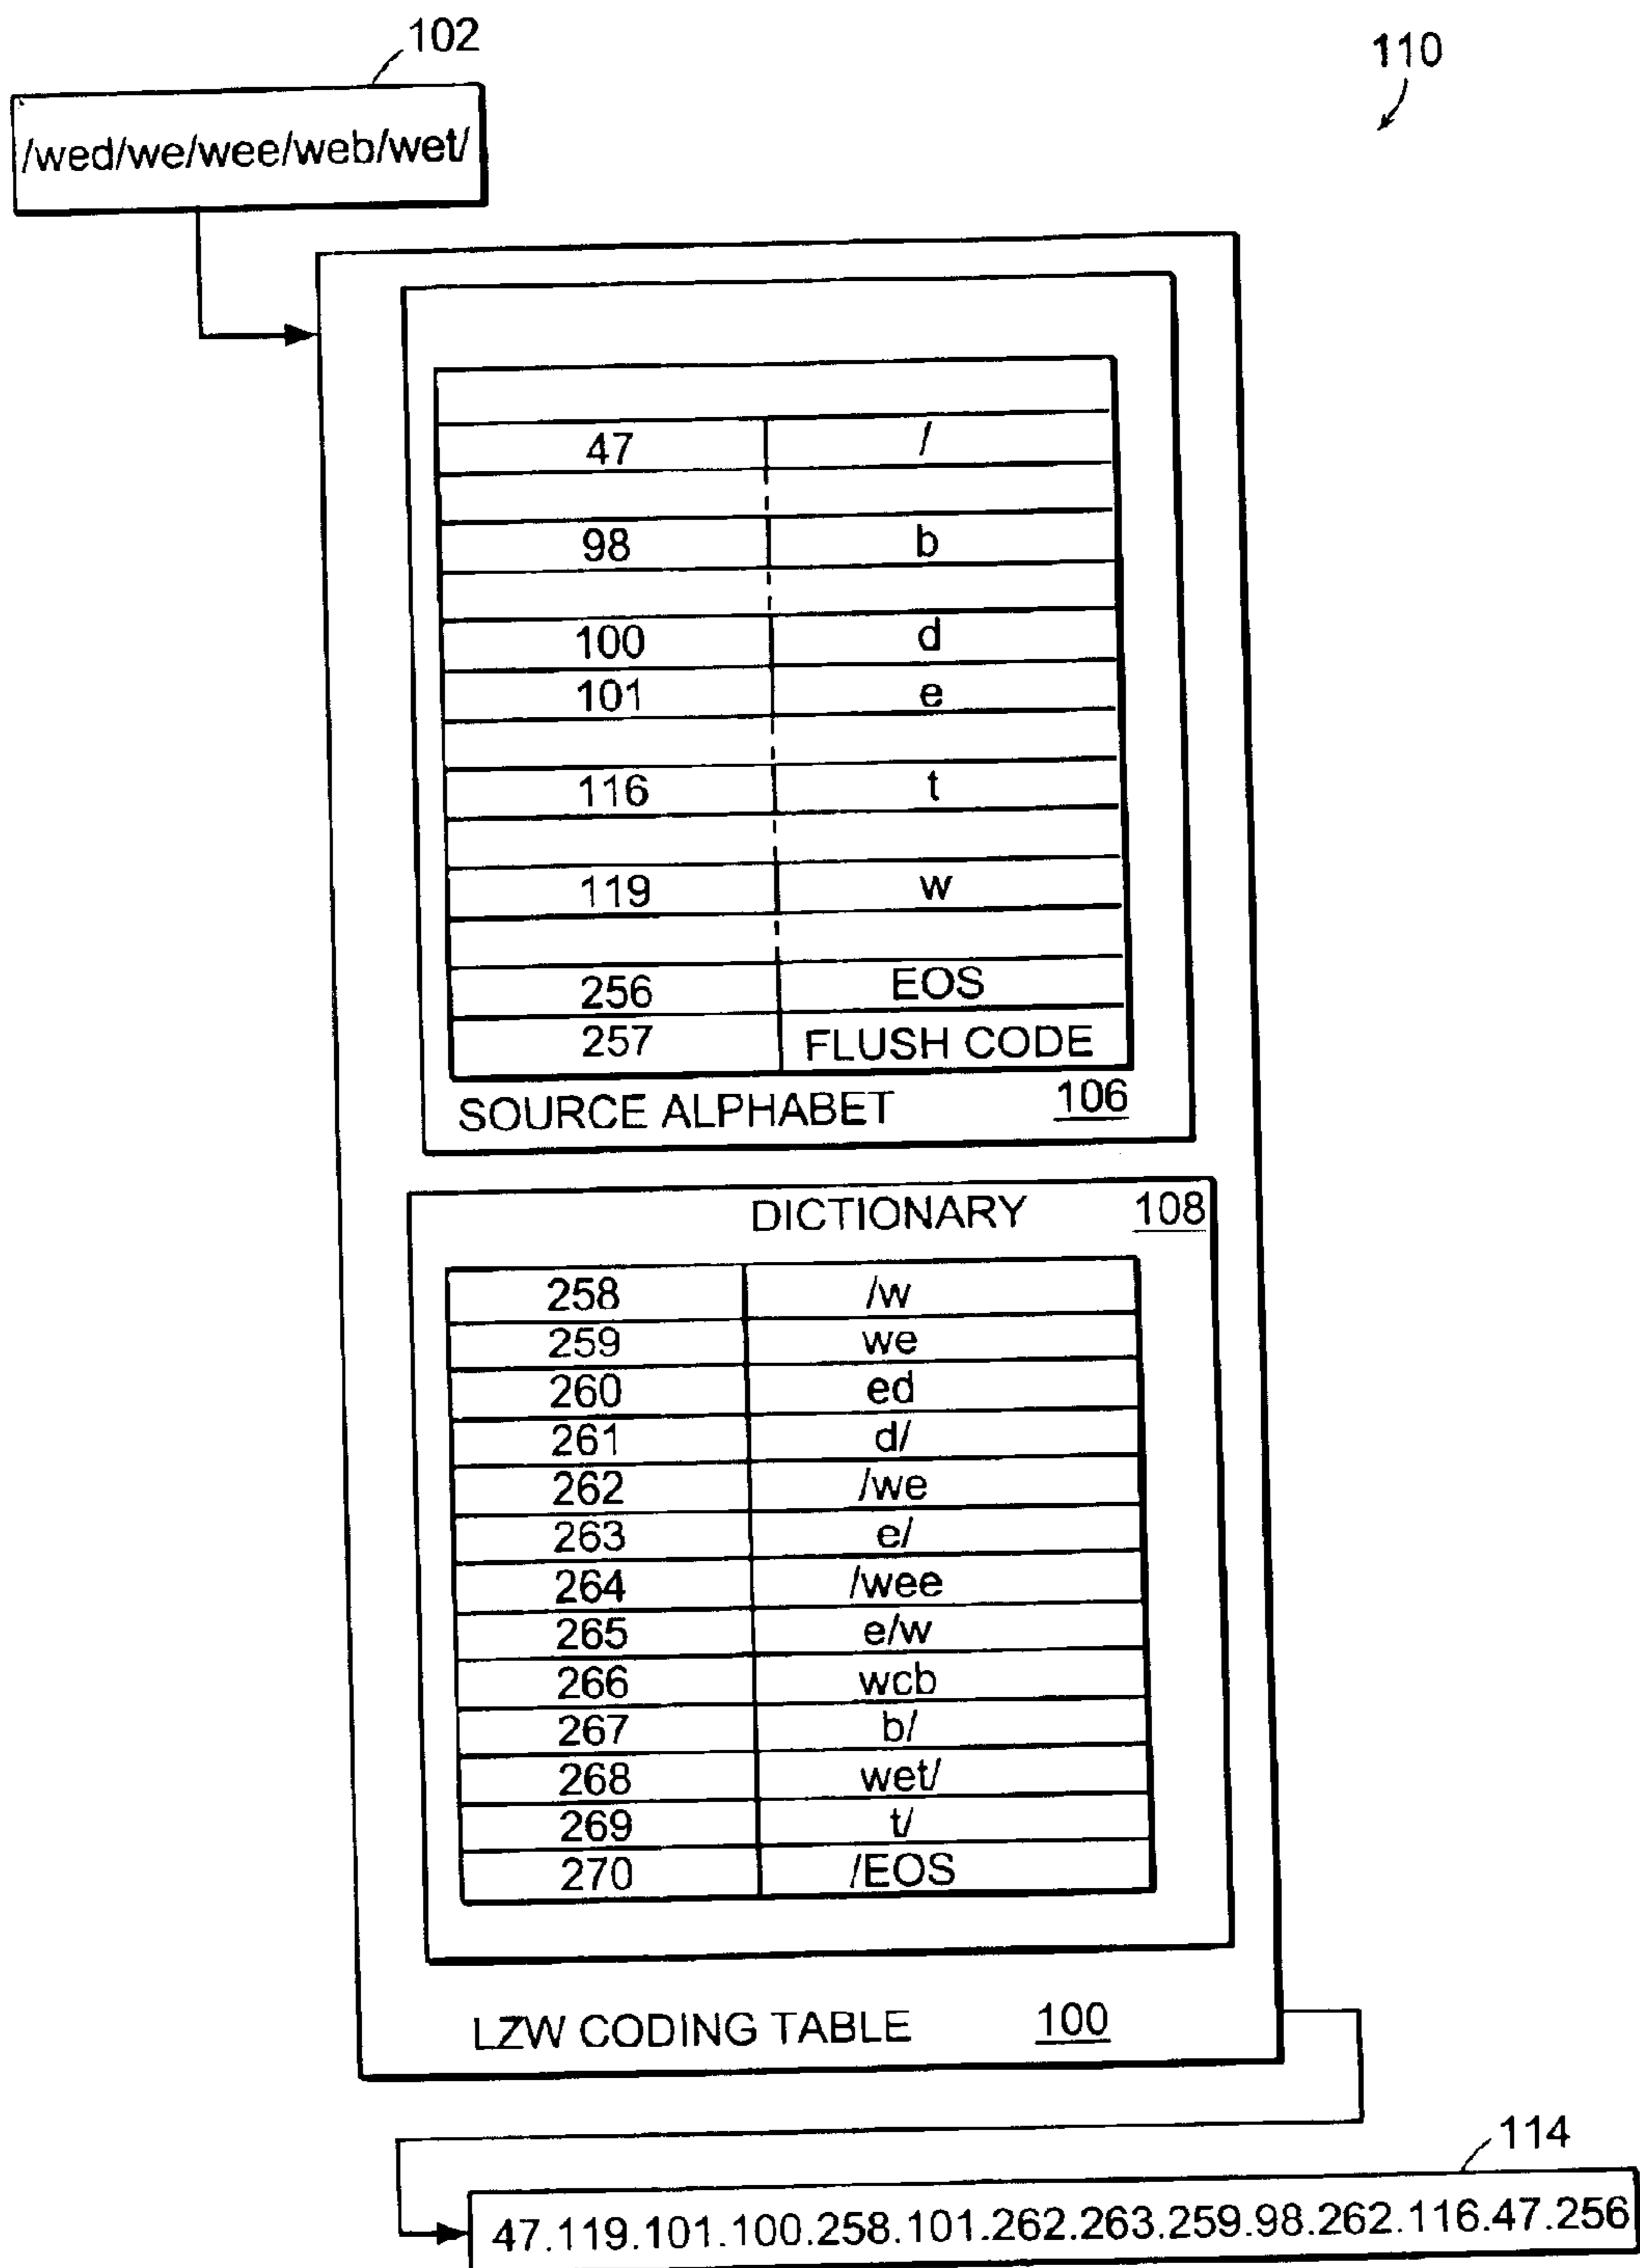 102
110
/wed/we/wee/web/wet/
47 /
98 b
100 d
101 e
116 t
119 w
256 EOS
257 FLUSH CODE
SOURCE ALPHABET 106
DICTIONARY 108
258 /w
259 we
260 ed
261 d/
262 /we
263 e/
264 /wee
265 e/w
266 wcb
267 b/
268 wet/
269 t/
270 /EOS
LZW CODING TABLE 100
114
47.119.101.100.258.101.262.263.259.98.262.116.47.256